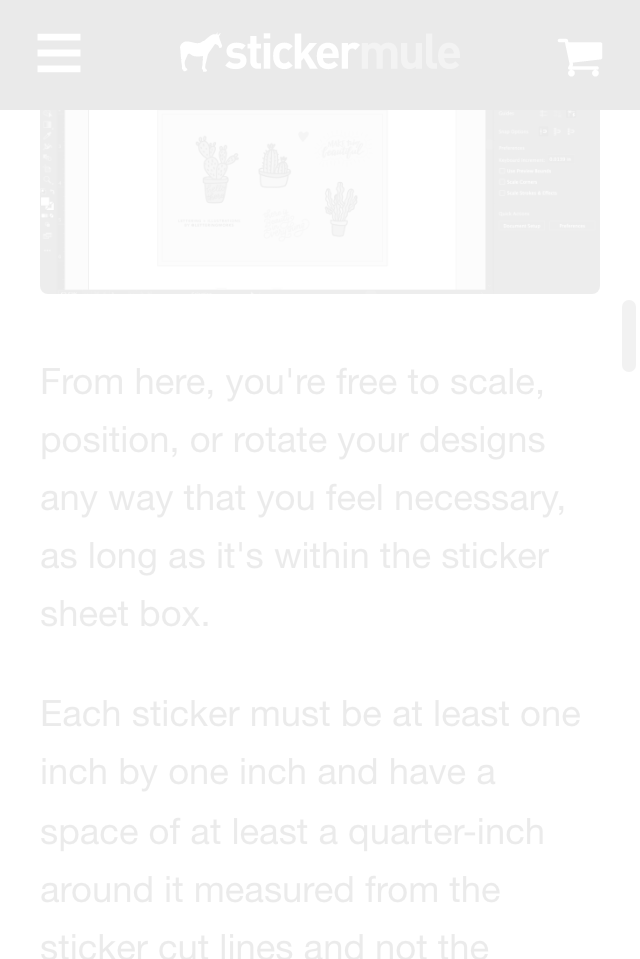 stickermule
From here, you're free to scale,
position, or rotate your designs
any way that you feel necessary,
as long as it's within the sticker
sheet box.
Each sticker must be at least one
inch by one inch and have a
space of at least a quarter-inch
around it measured from the
sticker cut lines and not the